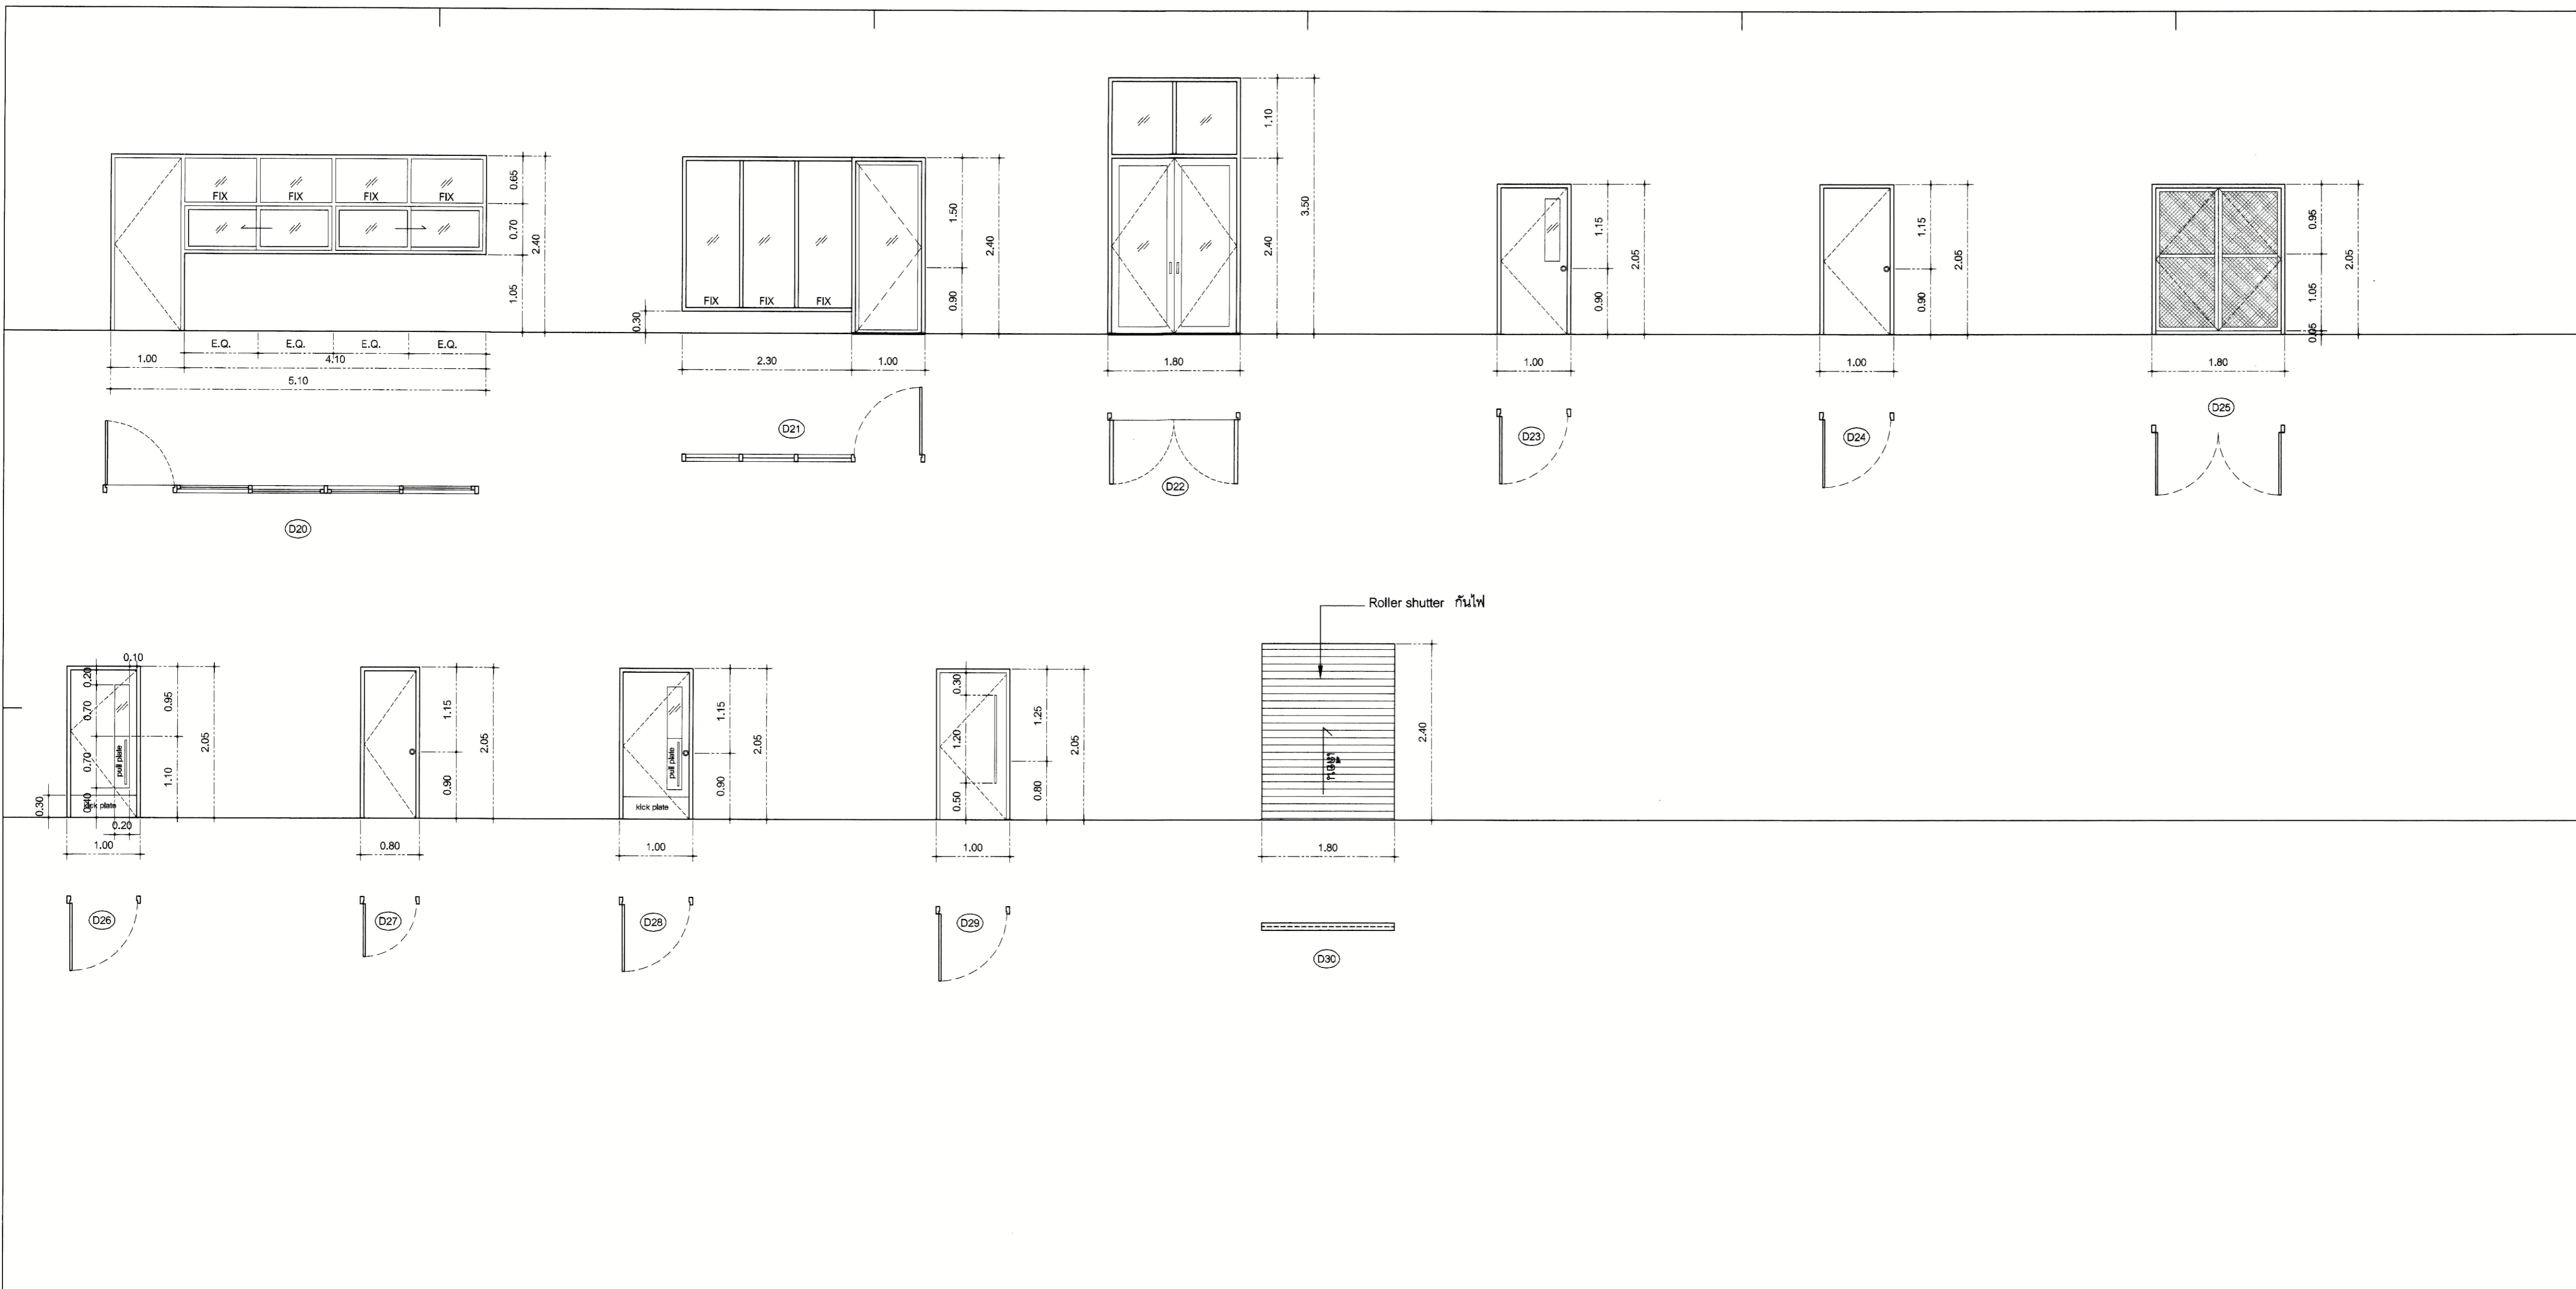 FIX FIX FIX FIX
0.65
0.70
1.05
2.40
E.Q. E.Q. E.Q. E.Q.
1.00 4.10
5.10
D20
FIX FIX FIX
0.30
1.50
0.90
2.40
2.30 1.00
D21
1.10
2.40
3.50
1.80
D22
1.15
0.90
2.05
1.00
D23
1.15
0.90
2.05
1.00
D24
0.95
1.05
0.05
2.05
1.80
D25
0.10
0.20
0.70
0.70
0.40
0.30
pull plate
kick plate
0.95
1.10
2.05
0.20
1.00
D26
1.15
0.90
2.05
0.80
D27
pull plate
kick plate
1.15
0.90
2.05
1.00
D28
0.30
1.20
0.50
1.25
0.80
2.05
1.00
D29
Roller shutter กันไฟ
2.40
1.80
D30